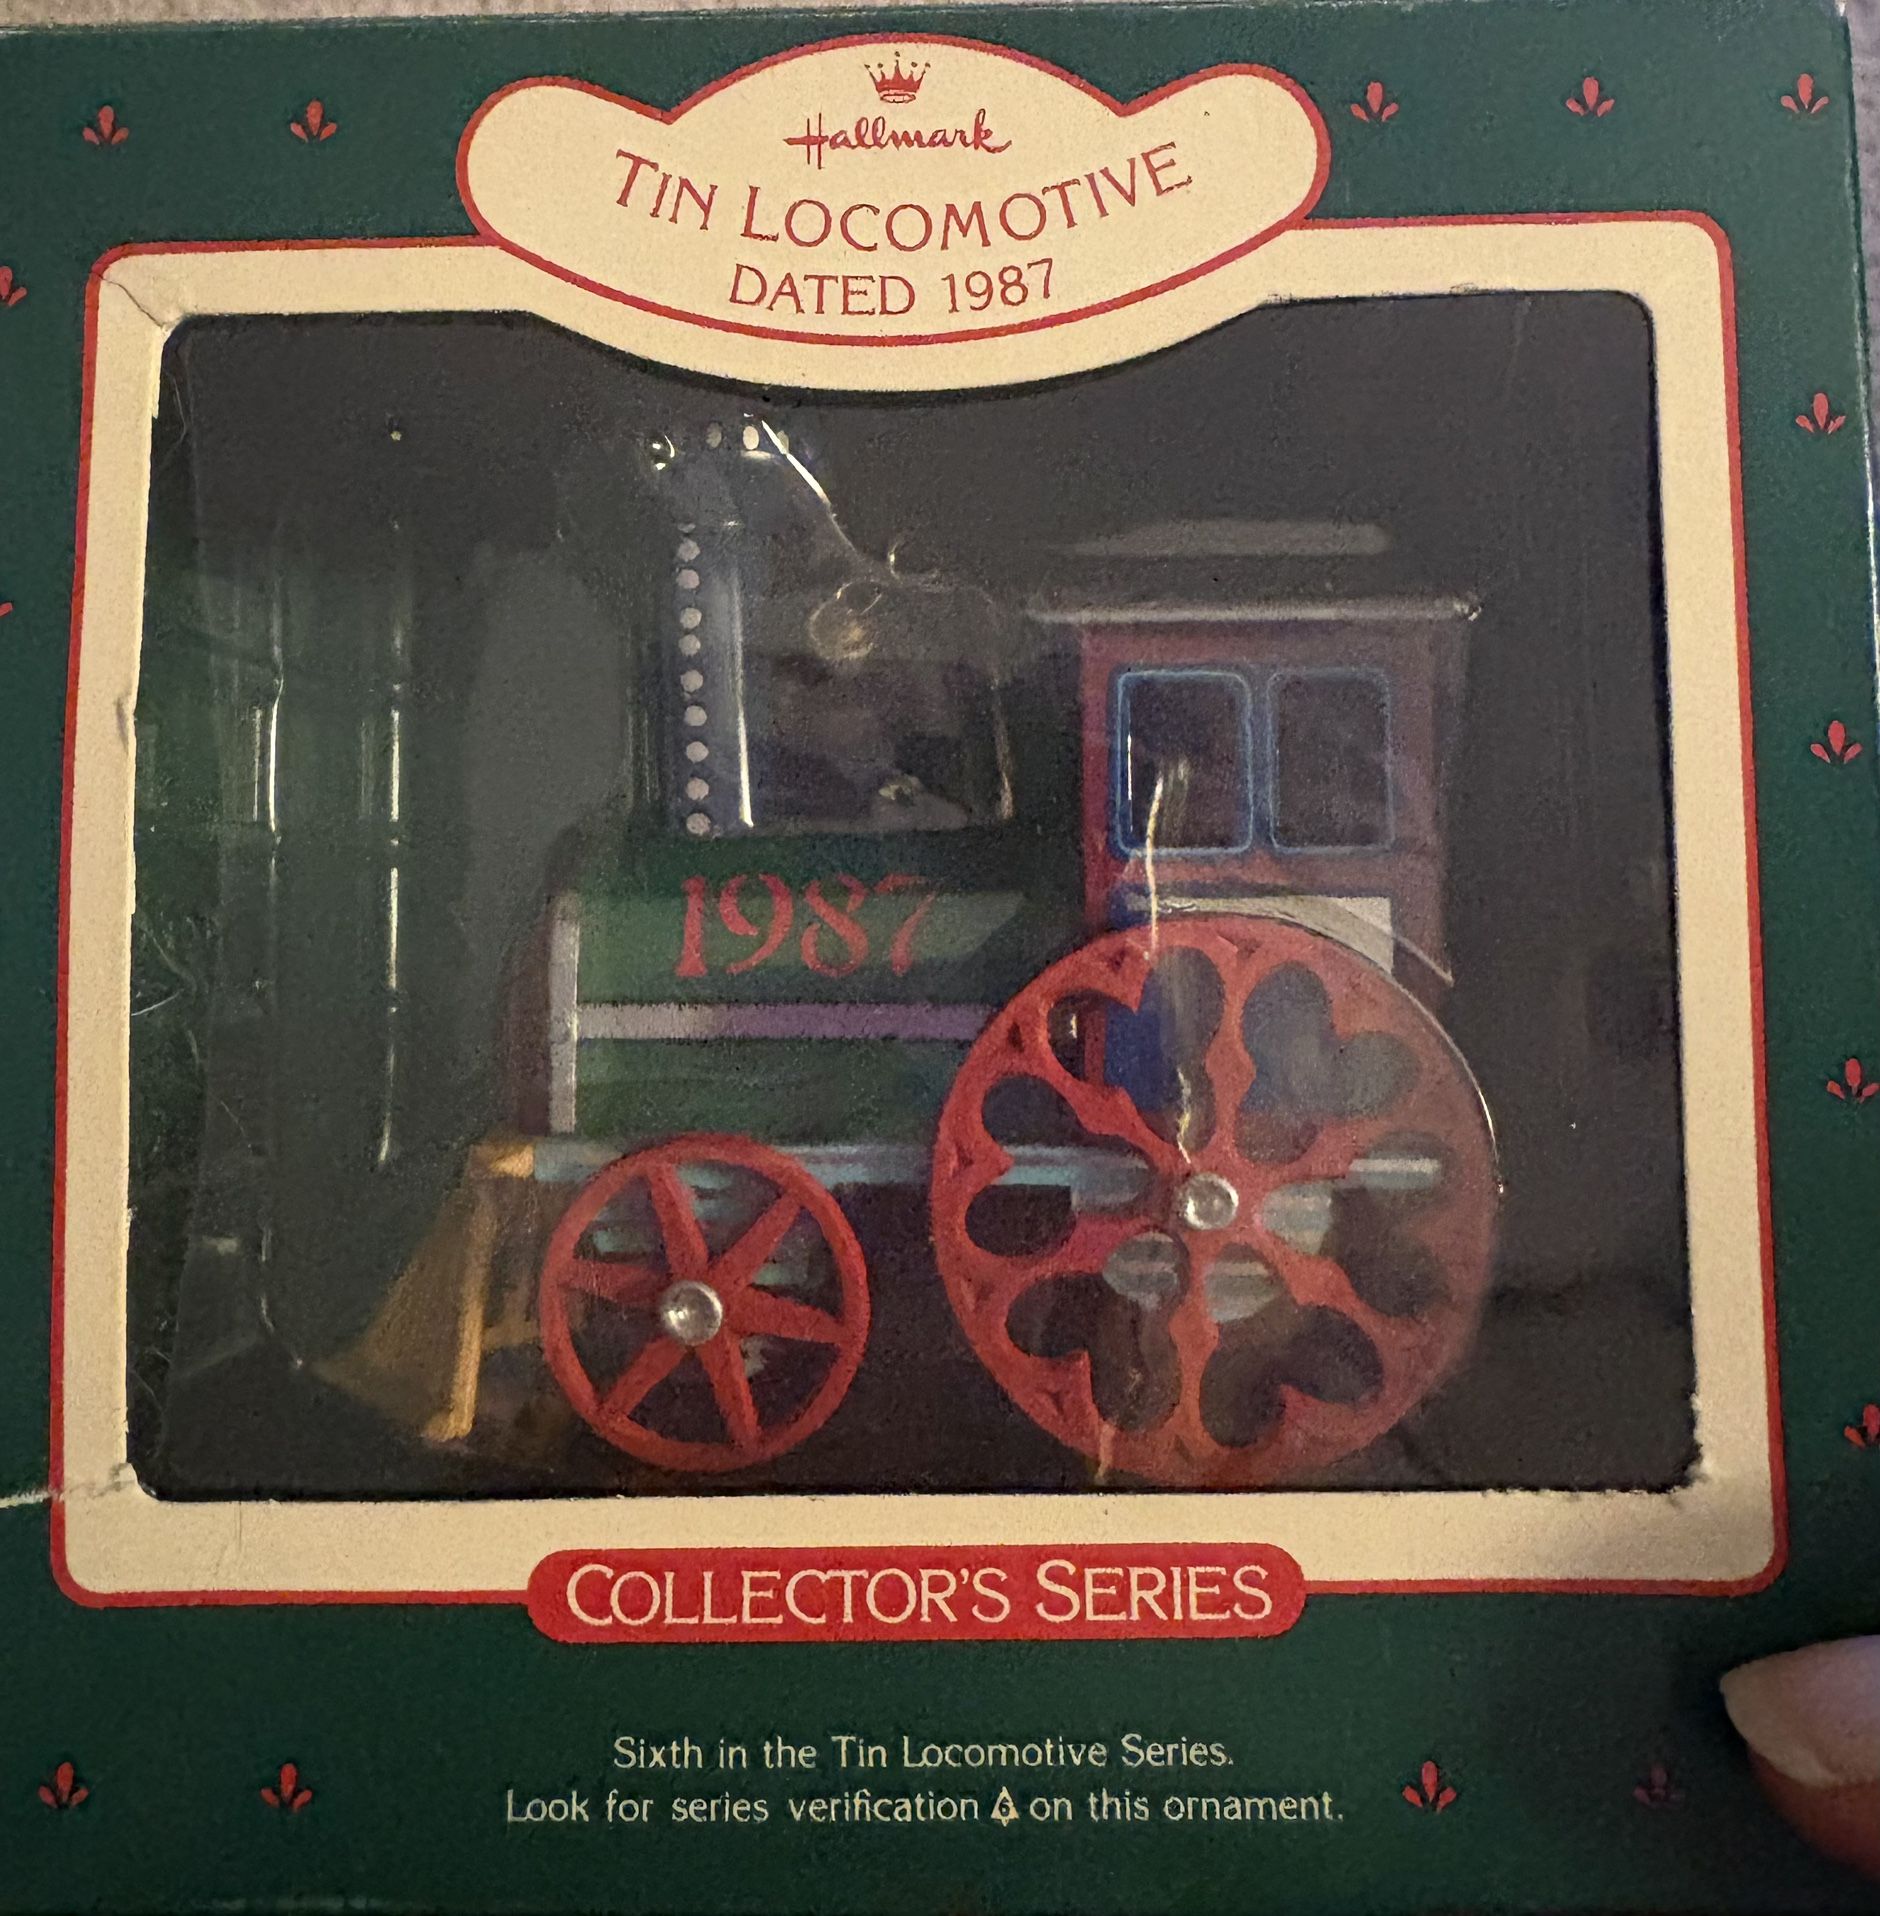 Hallmark
TIN LOCOMOTIVE
DATED 1987
1987
COLLECTOR'S SERIES
Sixth in the Tin Locomotive Series.
Look for series verification 6 on this ornament.